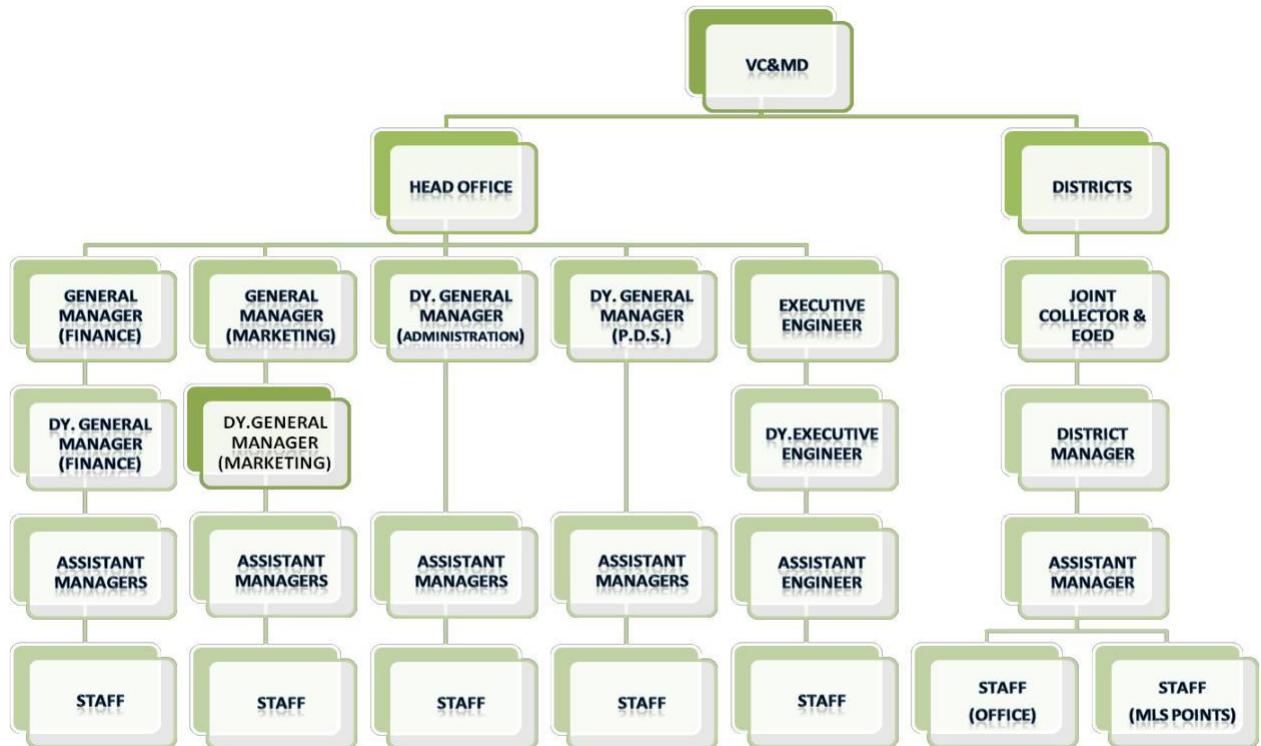 VC&MD
HEAD OFFICE
DISTRICTS
GENERAL
MANAGER
(FINANCE)
GENERAL
MANAGER
(MARKETING)
DY. GENERAL
MANAGER
(ADMINISTRATION)
DY. GENERAL
MANAGER
(P.D.S.)
EXECUTIVE
ENGINEER
JOINT
COLLECTOR &
EOED
DY. GENERAL
MANAGER
(FINANCE)
DY.GENERAL
MANAGER
(MARKETING)
DY.EXECUTIVE
ENGINEER
DISTRICT
MANAGER
ASSISTANT
MANAGERS
ASSISTANT
MANAGERS
ASSISTANT
MANAGERS
ASSISTANT
MANAGERS
ASSISTANT
ENGINEER
ASSISTANT
MANAGER
STAFF
STAFF
STAFF
STAFF
STAFF
STAFF
(OFFICE)
STAFF
(MLS POINTS)